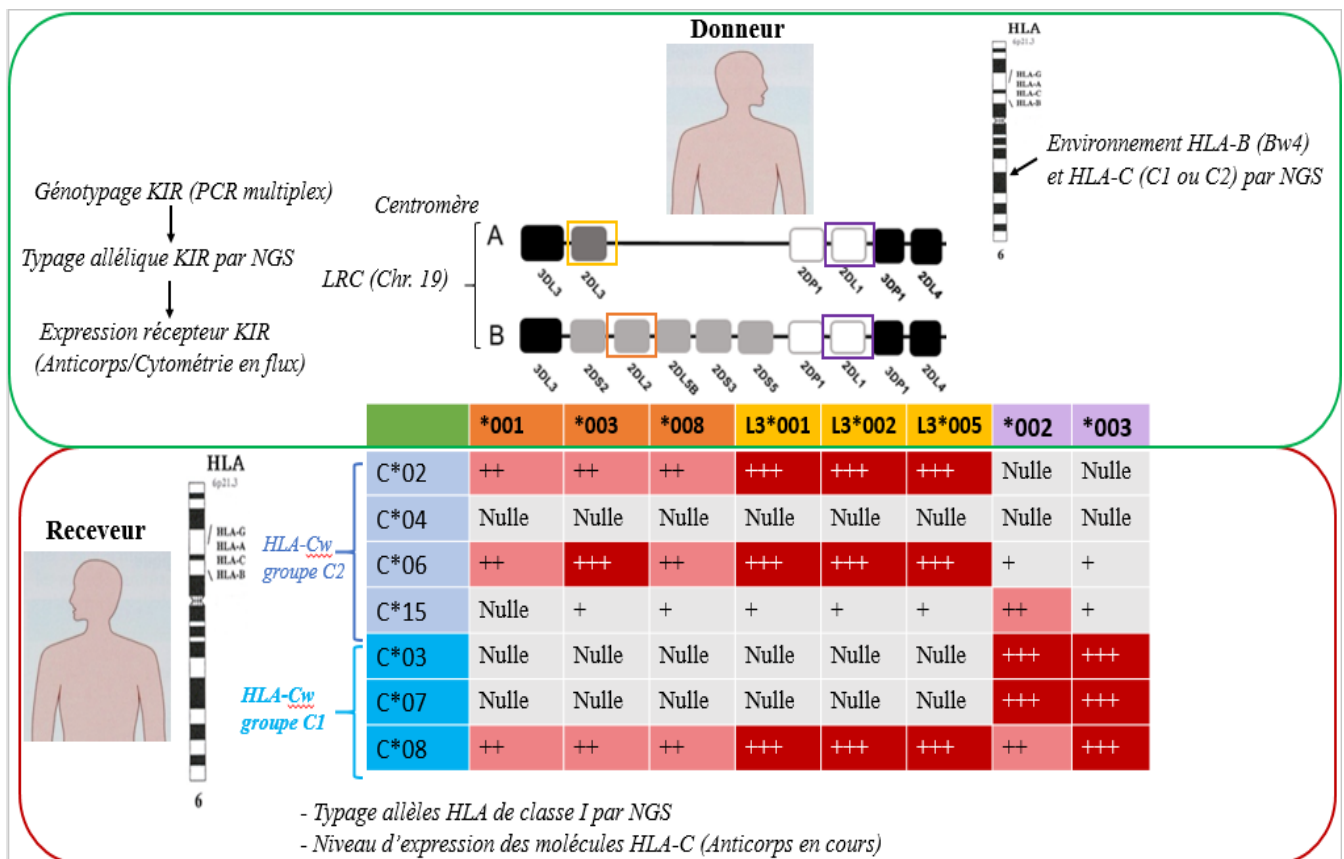 Donneur
HLA
6p21.3
HLA-G
HLA-A
HLA-C
HLA-B
6
Environnement HLA-B (Bw4)
et HLA-C (C1 ou C2) par NGS
Génotypage KIR (PCR multiplex)
Typage allélique KIR par NGS
Expression récepteur KIR
(Anticorps/Cytométrie en flux)
Centromère
LRC (Chr. 19)
A
3DL3 2DL3 2DP1 2DL1 3DP1 2DL4
B
3DL3 2DS2 2DL2 2DL5B 2DS3 2DS5 2DP1 2DL1 3DP1 2DL4
*001 *003 *008 L3*001 L3*002 L3*005 *002 *003
C*02 ++ ++ ++ +++ +++ +++ Nulle Nulle
C*04 Nulle Nulle Nulle Nulle Nulle Nulle Nulle Nulle
C*06 ++ +++ ++ +++ +++ +++ + +
C*15 Nulle + + + + + ++ +
C*03 Nulle Nulle Nulle Nulle Nulle Nulle +++ +++
C*07 Nulle Nulle Nulle Nulle Nulle Nulle +++ +++
C*08 ++ ++ ++ +++ +++ +++ ++ +++
Receveur
HLA
6p21.3
HLA-G
HLA-A
HLA-C
HLA-B
6
HLA-Cw
groupe C2
HLA-Cw
groupe C1
- Typage allèles HLA de classe I par NGS
- Niveau d'expression des molécules HLA-C (Anticorps en cours)